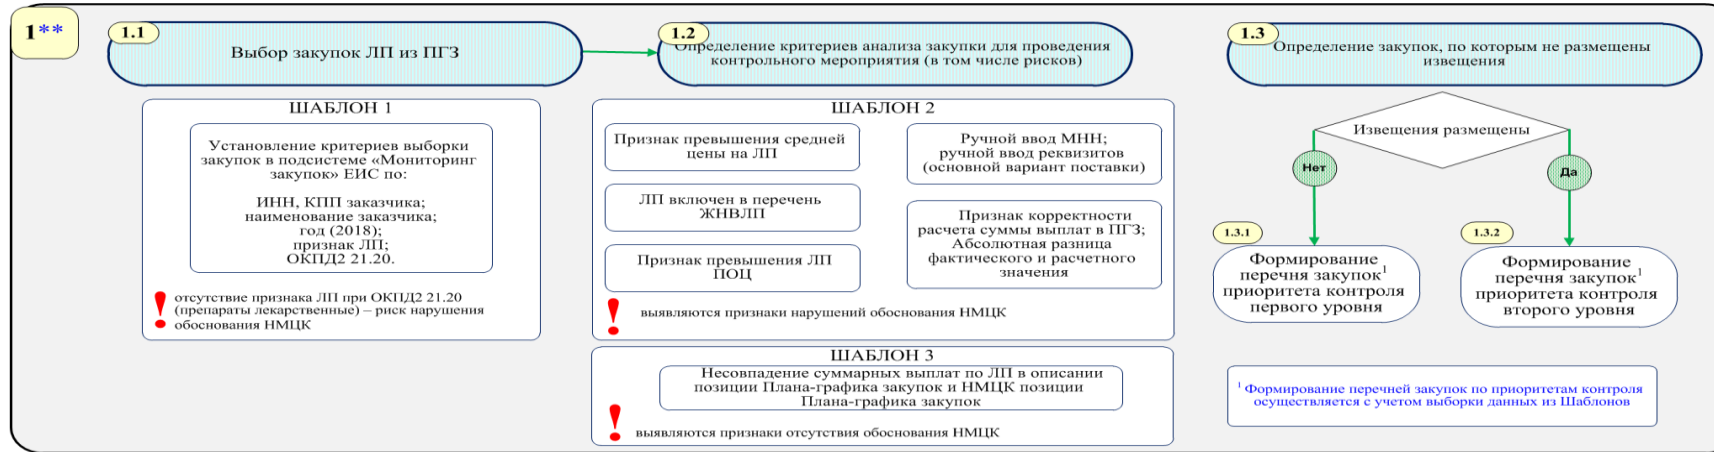 1**
1.1
Выбор закупок ЛП из ПГЗ
1.2
Определение критериев анализа закупки для проведения
контрольного мероприятия (в том числе рисков)
1.3
Определение закупок, по которым не размещены
извещения
ШАБЛОН 1
Установление критериев выборки
закупок в подсистеме «Мониторинг
закупок» ЕИС по:
ИНН, КПП заказчика;
наименование заказчика;
год (2018);
признак ЛП;
ОКПД2 21.20.
! отсутствие признака ЛП при ОКПД2 21.20
(препараты лекарственные) – риск нарушения
обоснования НМЦК
ШАБЛОН 2
Признак превышения средней
цены на ЛП
ЛП включен в перечень
ЖНВЛП
Признак превышения ЛП
ПОЦ
Ручной ввод МНН;
ручной ввод реквизитов
(основной вариант поставки)
Признак корректности
расчета суммы выплат в ПГЗ;
Абсолютная разница
фактического и расчетного
значения
! выявляются признаки нарушений обоснования НМЦК
ШАБЛОН 3
Несовпадение суммарных выплат по ЛП в описании
позиции Плана-графика закупок и НМЦК позиции
Плана-графика закупок
! выявляются признаки отсутствия обоснования НМЦК
Извещения размещены
Нет
Да
1.3.1
Формирование
перечня закупок¹
приоритета контроля
первого уровня
1.3.2
Формирование
перечня закупок¹
приоритета контроля
второго уровня
¹ Формирование перечней закупок по приоритетам контроля
осуществляется с учетом выборки данных из Шаблонов